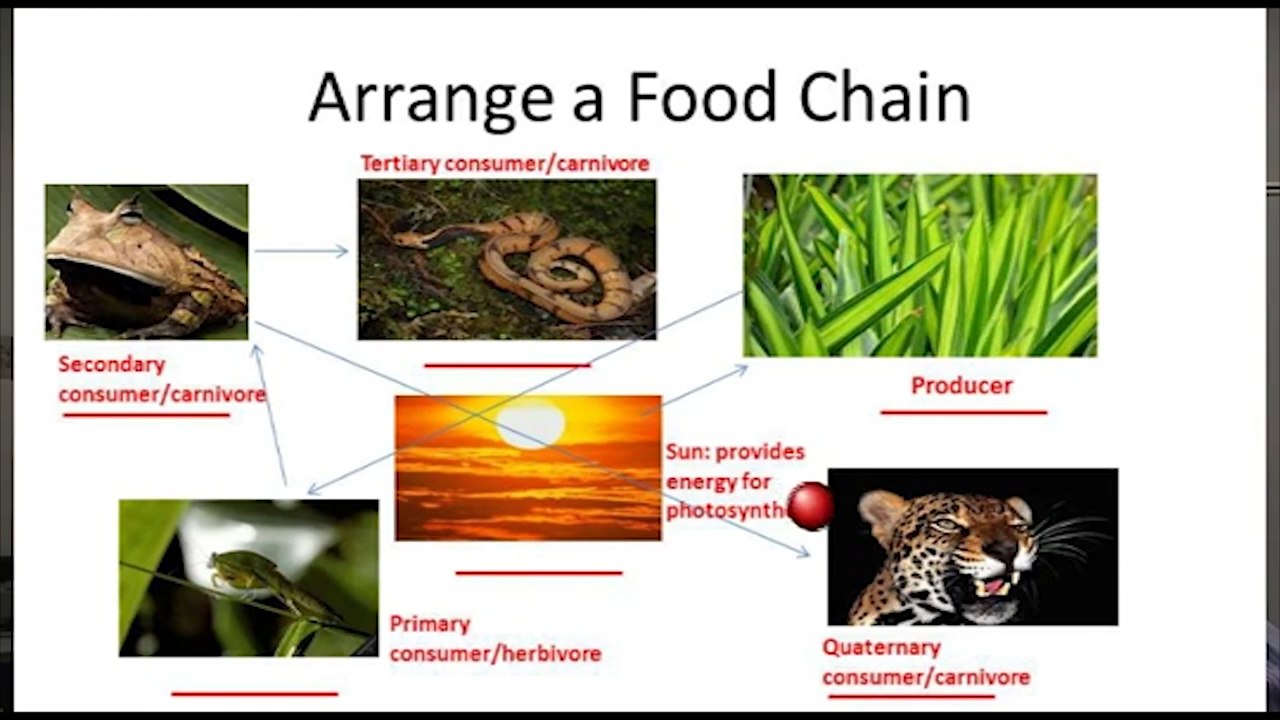 Arrange a Food Chain
Tertiary consumer/carnivore
Secondary
consumer/carnivore
Producer
Sun: provides
energy for
photosynth
Primary
consumer/herbivore
Quaternary
consumer/carnivore